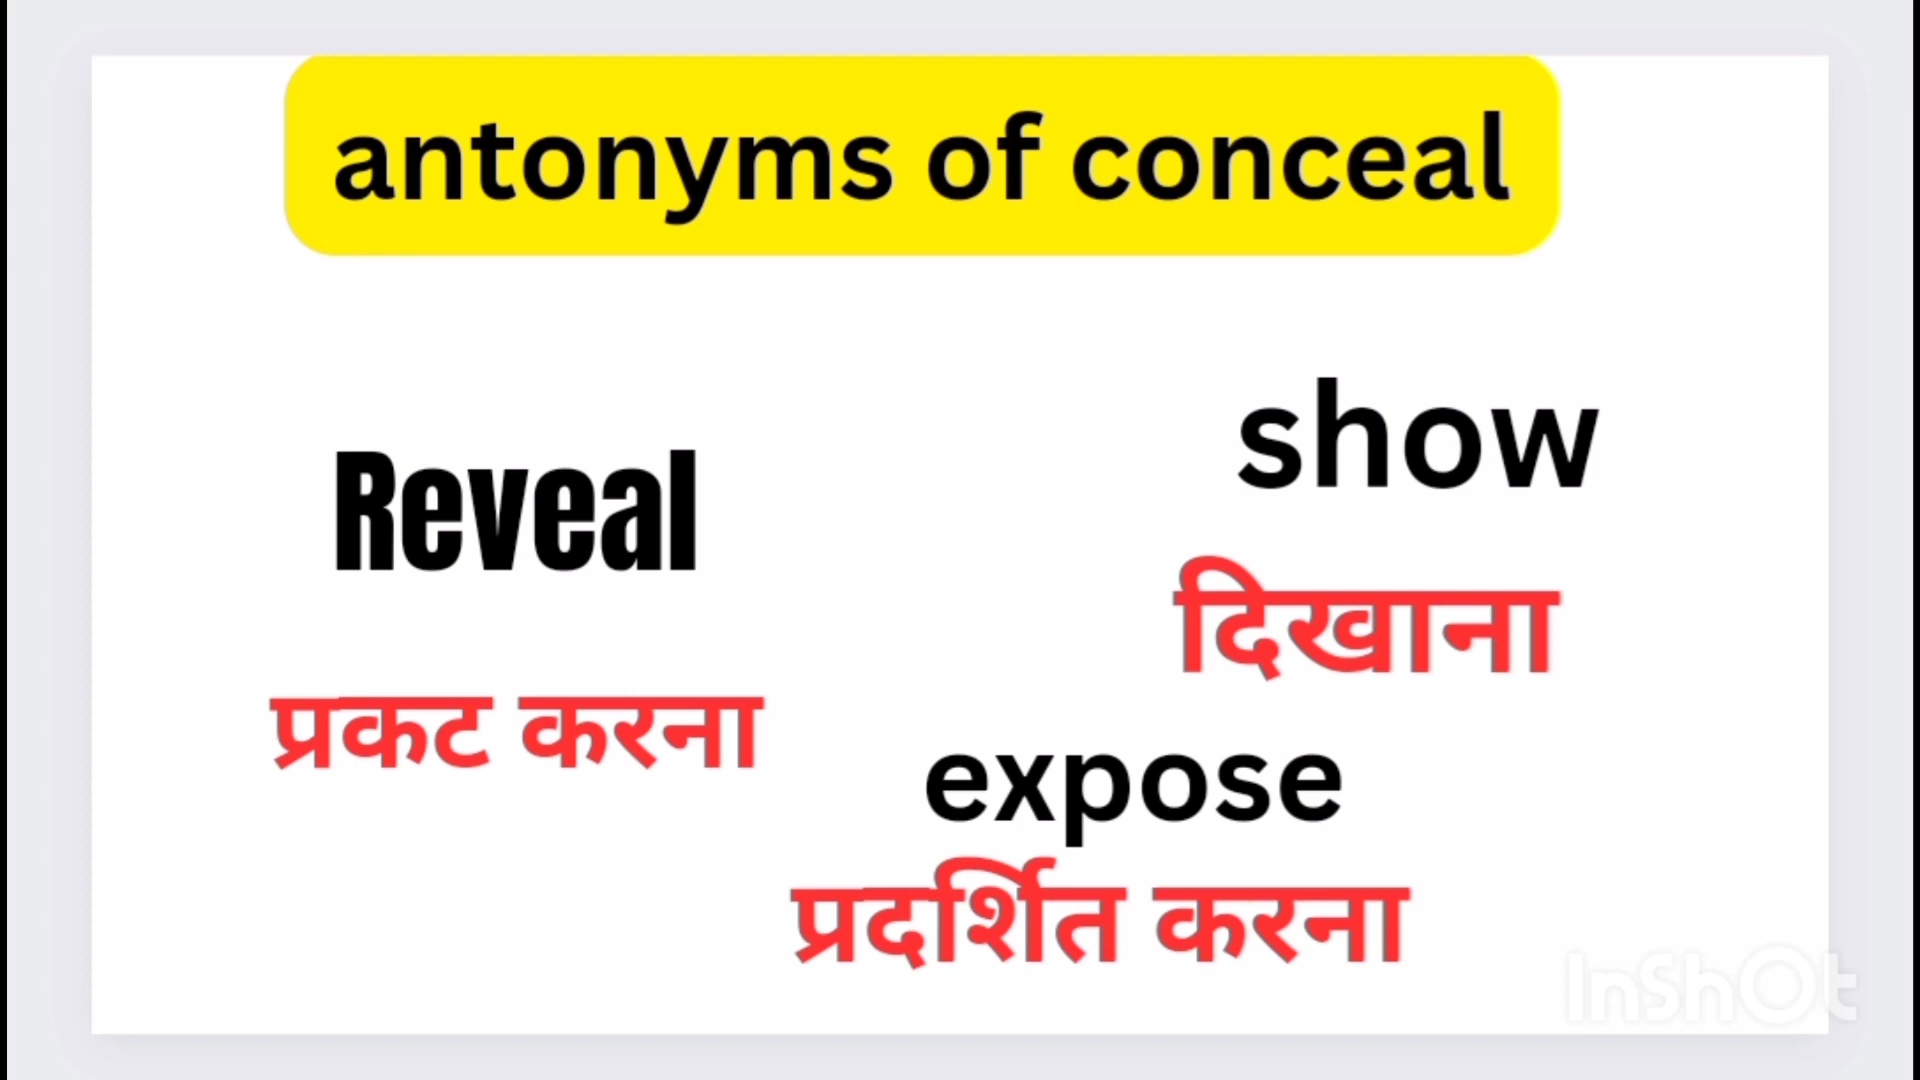 antonyms of conceal
Reveal
प्रकट करना
show
दिखाना
expose
प्रदर्शित करना
InShOt